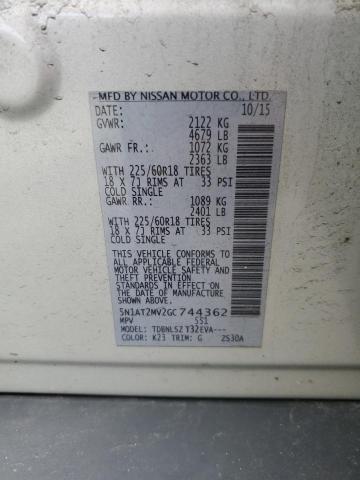 MFD BY NISSAN MOTOR CO., LTD.
DATE: 10/15
GVWR: 2122 KG
4679 LB
GAWR FR.: 1072 KG
2363 LB
WITH 225/60R18 TIRES
18 X 7J RIMS AT 33 PSI
COLD SINGLE
GAWR RR.: 1089 KG
2401 LB
WITH 225/60R18 TIRES
18 X 7J RIMS AT 33 PSI
COLD SINGLE
THIS VEHICLE CONFORMS TO
ALL APPLICABLE FEDERAL
MOTOR VEHICLE SAFETY AND
THEFT PREVENTION STANDARDS
IN EFFECT ON THE DATE OF
MANUFACTURE SHOWN ABOVE.
5N1AT2MV2GC744362
MPV 551
MODEL: TDBNL5Z T32EVA---
COLOR: K23 TRIM: G 2S30A